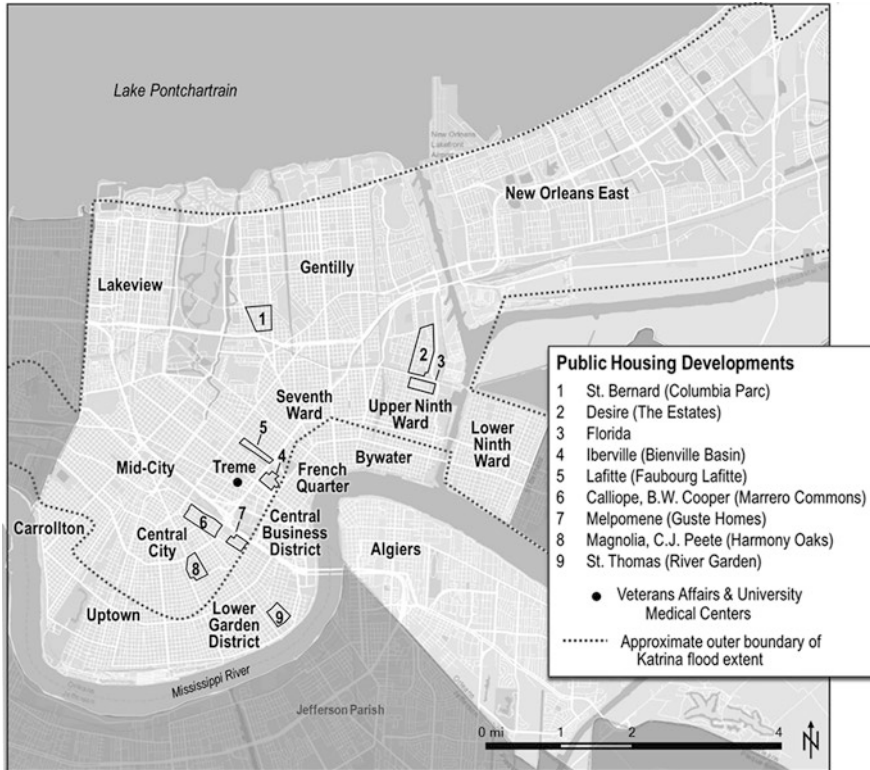 Lake Pontchartrain
New Orleans
Lakefront
Airport
New Orleans East
Gentilly
Lakeview
1
2
3
Seventh
Ward
Upper Ninth
Ward
Lower
Ninth
Ward
5
4
Mid-City
Treme
French
Quarter
Bywater
Carrollton
6
7
Central
City
Central
Business
District
8
Algiers
Uptown
Lower
Garden
District
9
Mississippi River
Jefferson Parish
Public Housing Developments
1 St. Bernard (Columbia Parc)
2 Desire (The Estates)
3 Florida
4 Iberville (Bienville Basin)
5 Lafitte (Faubourg Lafitte)
6 Calliope, B.W. Cooper (Marrero Commons)
7 Melpomene (Guste Homes)
8 Magnolia, C.J. Peete (Harmony Oaks)
9 St. Thomas (River Garden)
Veterans Affairs & University
Medical Centers
Approximate outer boundary of
Katrina flood extent
0 mi 1 2 4
N